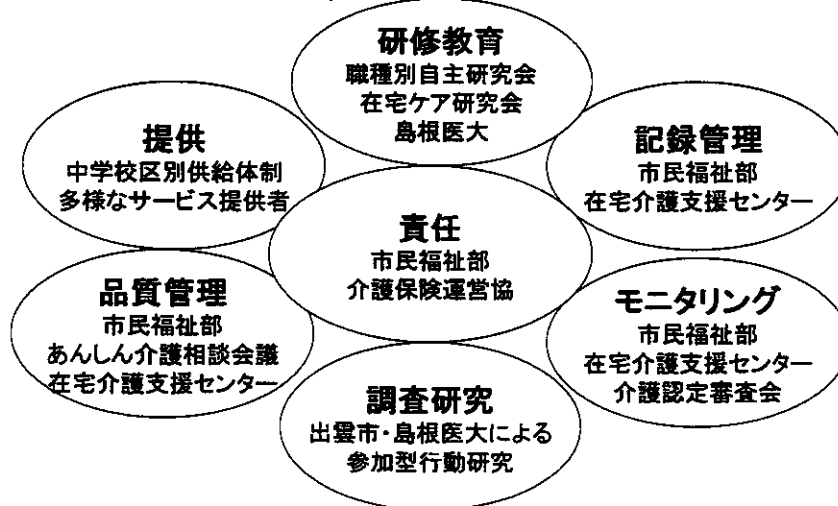 研修教育
職種別自主研究会
在宅ケア研究会
島根医大
提供
中学校区別供給体制
多様なサービス提供者
記録管理
市民福祉部
在宅介護支援センター
責任
市民福祉部
介護保険運営協
品質管理
市民福祉部
あんしん介護相談会議
在宅介護支援センター
モニタリング
市民福祉部
在宅介護支援センター
介護認定審査会
調査研究
出雲市・島根医大による
参加型行動研究